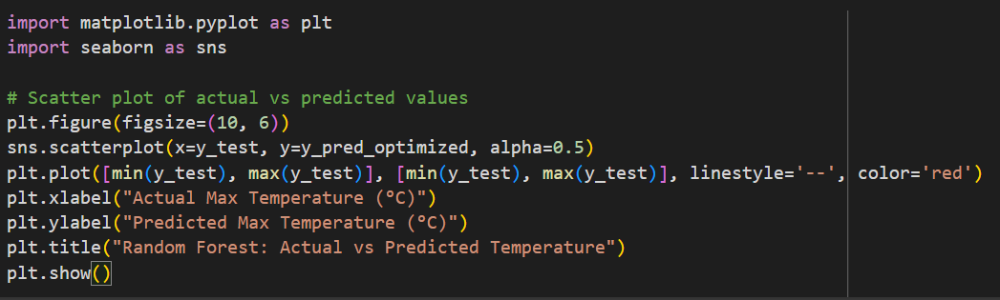 import matplotlib.pyplot as plt
import seaborn as sns
# Scatter plot of actual vs predicted values
plt.figure(figsize=(10, 6))
sns.scatterplot(x=y_test, y=y_pred_optimized, alpha=0.5)
plt.plot([min(y_test), max(y_test)], [min(y_test), max(y_test)], linestyle='--', color='red')
plt.xlabel("Actual Max Temperature (°C)")
plt.ylabel("Predicted Max Temperature (°C)")
plt.title("Random Forest: Actual vs Predicted Temperature")
plt.show()